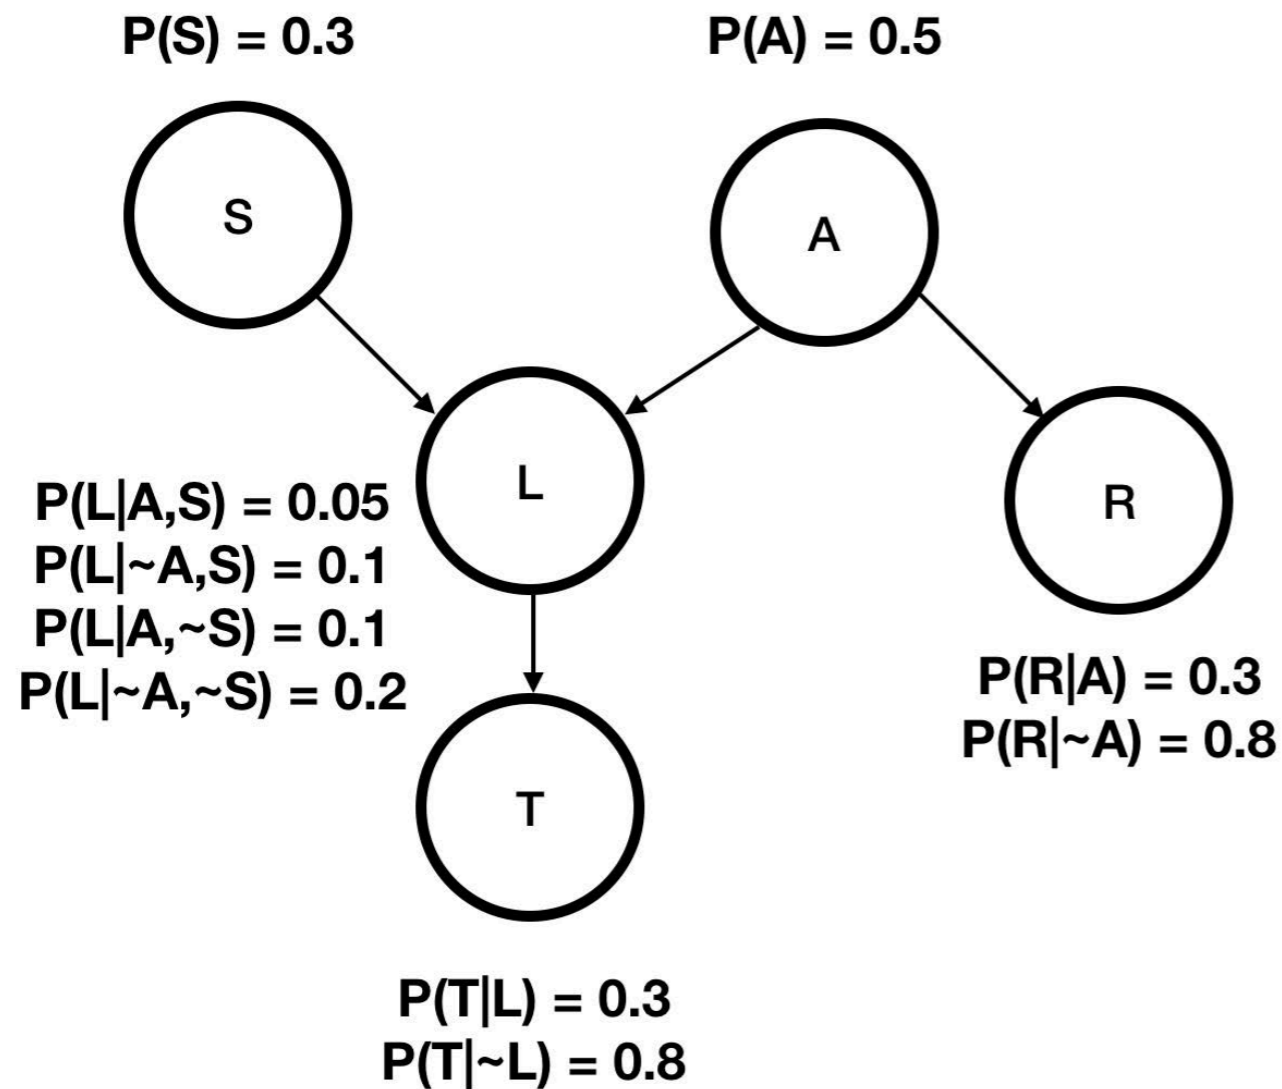 P(S) = 0.3
P(A) = 0.5
S
A
L
R
P(L|A,S) = 0.05
P(L|~A,S) = 0.1
P(L|A,~S) = 0.1
P(L|~A,~S) = 0.2
P(R|A) = 0.3
P(R|~A) = 0.8
T
P(T|L) = 0.3
P(T|~L) = 0.8